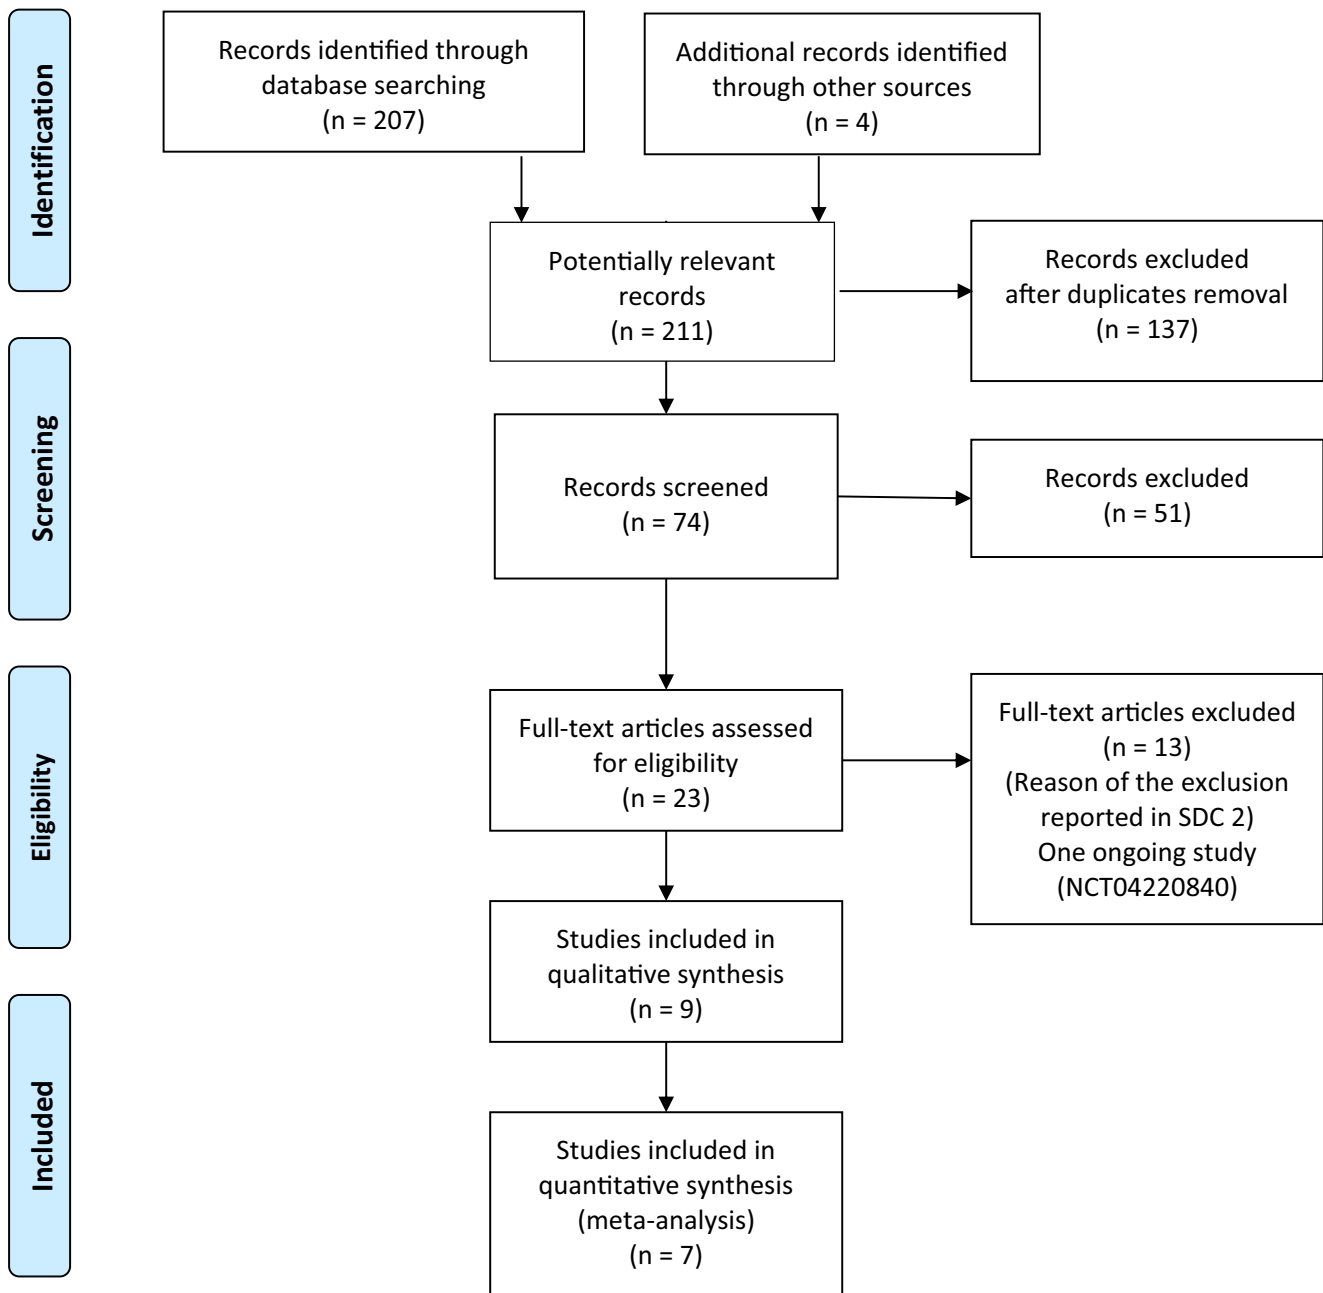 Identification
Records identified through
database searching
(n = 207)
Additional records identified
through other sources
(n = 4)
Potentially relevant
records
(n = 211)
Records excluded
after duplicates removal
(n = 137)
Screening
Records screened
(n = 74)
Records excluded
(n = 51)
Eligibility
Full-text articles assessed
for eligibility
(n = 23)
Full-text articles excluded
(n = 13)
(Reason of the exclusion
reported in SDC 2)
One ongoing study
(NCT04220840)
Studies included in
qualitative synthesis
(n = 9)
Included
Studies included in
quantitative synthesis
(meta-analysis)
(n = 7)